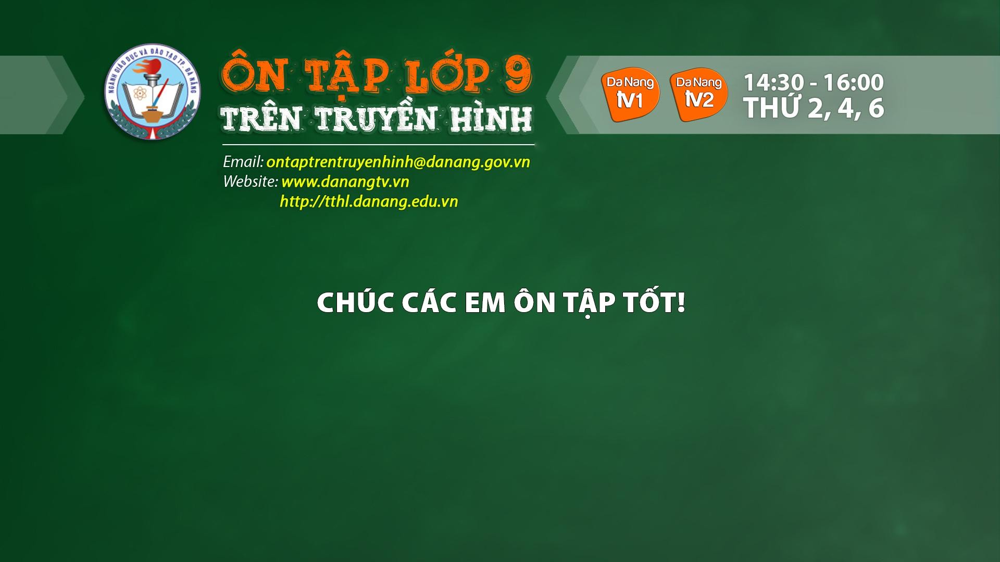 NGÀNH GIÁO DỤC VÀ ĐÀO TẠO TP. ĐÀ NẴNG
ÔN TẬP LỚP 9
TRÊN TRUYỀN HÌNH
Da Nang
tv1
Da Nang
tv2
14:30 - 16:00
THỨ 2, 4, 6
Email: ontaptrentruyenhinh@danang.gov.vn
Website: www.danangtv.vn
http://tthl.danang.edu.vn
CHÚC CÁC EM ÔN TẬP TỐT!